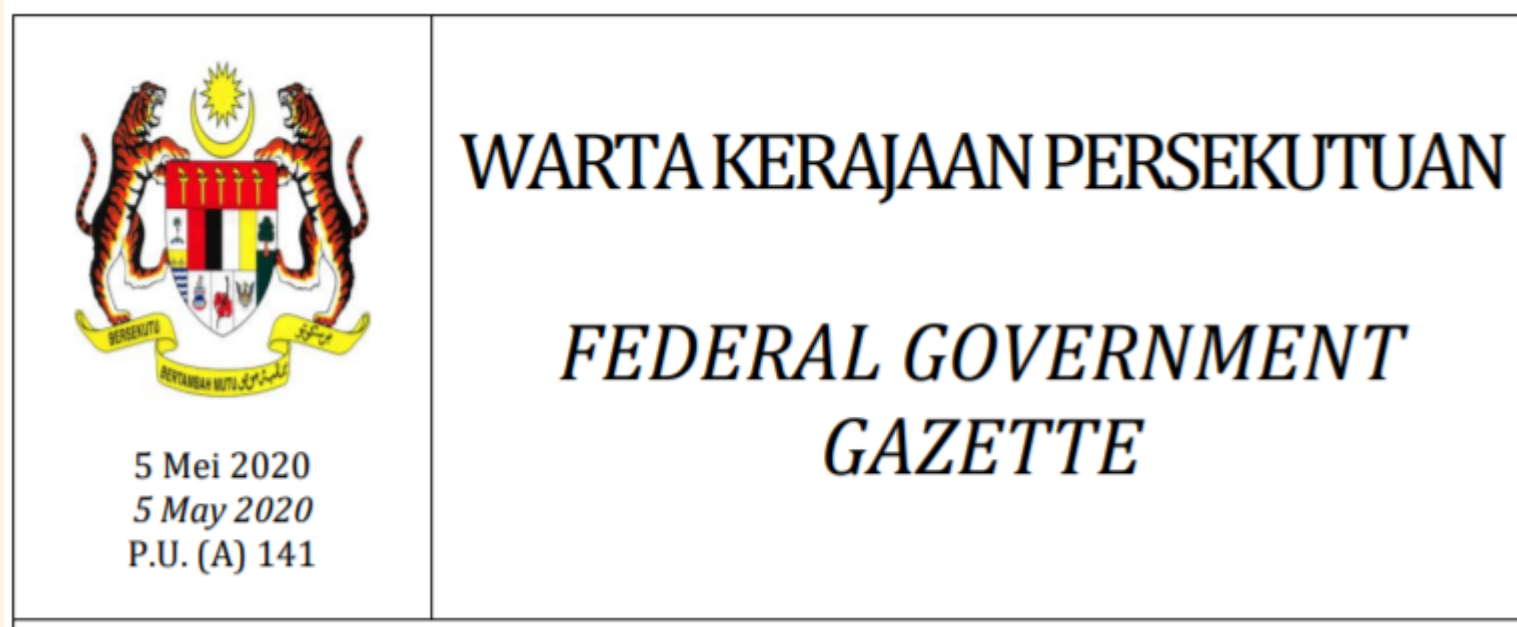 BERSEKUTU
BERTAMBAH MUTU
5 Mei 2020
5 May 2020
P.U. (A) 141
WARTA KERAJAAN PERSEKUTUAN
FEDERAL GOVERNMENT
GAZETTE